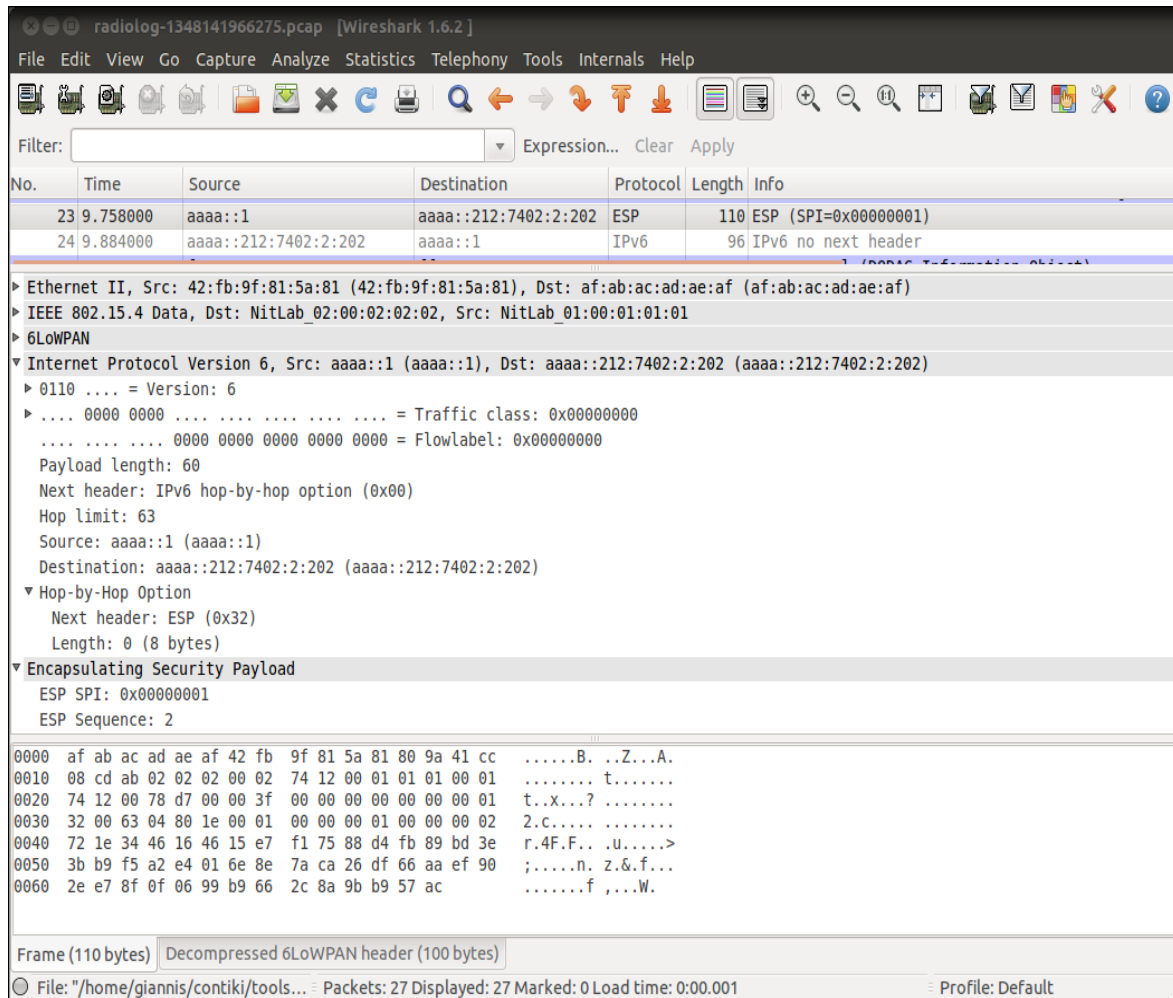 radiolog-1348141966275.pcap [Wireshark 1.6.2 ]
File Edit View Go Capture Analyze Statistics Telephony Tools Internals Help
Filter: Expression... Clear Apply
No. Time Source Destination Protocol Length Info
23 9.758000 aaaa::1 aaaa::212:7402:2:202 ESP 110 ESP (SPI=0x00000001)
24 9.884000 aaaa::212:7402:2:202 aaaa::1 IPv6 96 IPv6 no next header
Ethernet II, Src: 42:fb:9f:81:5a:81 (42:fb:9f:81:5a:81), Dst: af:ab:ac:ad:ae:af (af:ab:ac:ad:ae:af)
IEEE 802.15.4 Data, Dst: NitLab_02:00:02:02:02, Src: NitLab_01:00:01:01:01
6LoWPAN
Internet Protocol Version 6, Src: aaaa::1 (aaaa::1), Dst: aaaa::212:7402:2:202 (aaaa::212:7402:2:202)
0110 .... = Version: 6
.... 0000 0000 .... .... .... .... .... = Traffic class: 0x00000000
.... .... .... 0000 0000 0000 0000 0000 = Flowlabel: 0x00000000
Payload length: 60
Next header: IPv6 hop-by-hop option (0x00)
Hop limit: 63
Source: aaaa::1 (aaaa::1)
Destination: aaaa::212:7402:2:202 (aaaa::212:7402:2:202)
Hop-by-Hop Option
Next header: ESP (0x32)
Length: 0 (8 bytes)
Encapsulating Security Payload
ESP SPI: 0x00000001
ESP Sequence: 2
0000 af ab ac ad ae af 42 fb 9f 81 5a 81 80 9a 41 cc ......B. ..Z...A.
0010 08 cd ab 02 02 02 00 02 74 12 00 01 01 01 00 01 ........ t.......
0020 74 12 00 78 d7 00 00 3f 00 00 00 00 00 00 00 01 t..x...? ........
0030 32 00 63 04 80 1e 00 01 00 00 00 01 00 00 00 02 2.c..... ........
0040 72 1e 34 46 16 46 15 e7 f1 75 88 d4 fb 89 bd 3e r.4F.F.. .u.....>
0050 3b b9 f5 a2 e4 01 6e 8e 7a ca 26 df 66 aa ef 90 ;.....n. z.&.f...
0060 2e e7 8f 0f 06 99 b9 66 2c 8a 9b b9 57 ac .......f ,...W.
Frame (110 bytes) Decompressed 6LoWPAN header (100 bytes)
File: "/home/giannis/contiki/tools... Packets: 27 Displayed: 27 Marked: 0 Load time: 0:00.001 Profile: Default